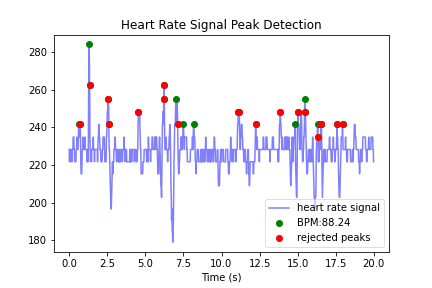 Heart Rate Signal Peak Detection
280
260
240
220
200
180
heart rate signal
BPM:88.24
rejected peaks
0.0 2.5 5.0 7.5 10.0 12.5 15.0 17.5 20.0
Time (s)